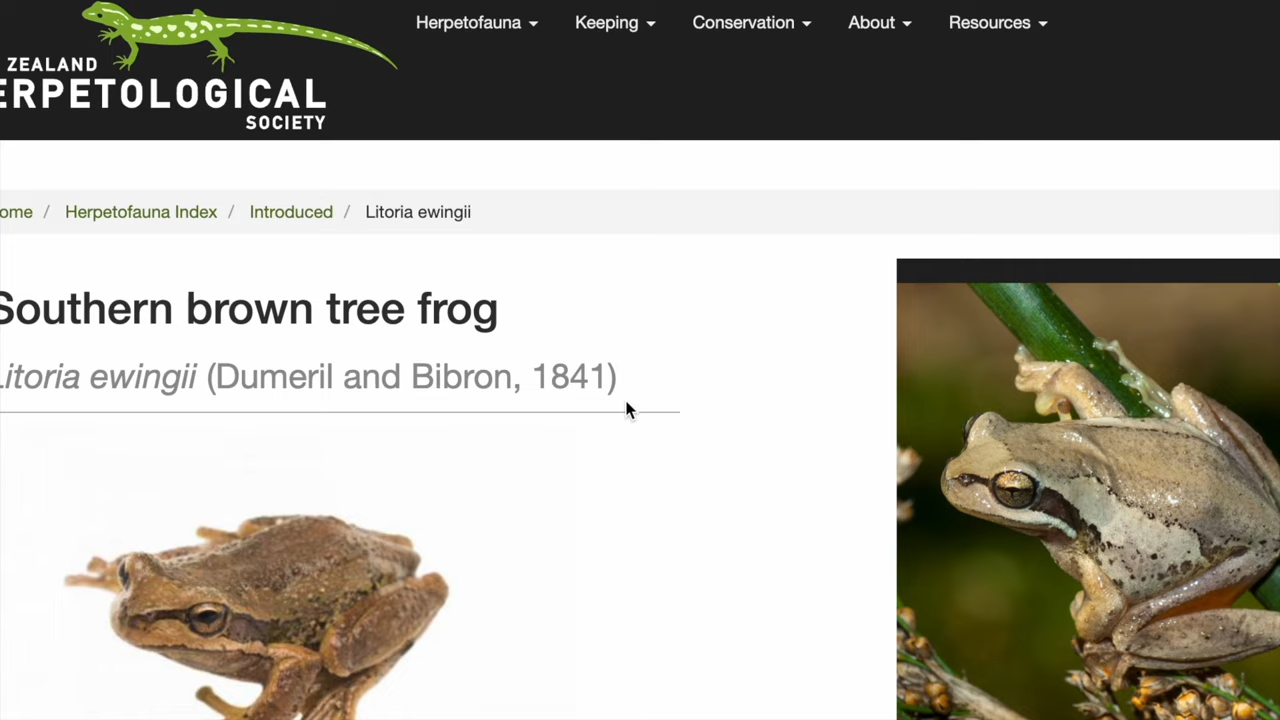 Herpetofauna Keeping Conservation About Resources
ZEALAND
ERPETOLOGICAL
SOCIETY
ome / Herpetofauna Index / Introduced / Litoria ewingii
Southern brown tree frog
Litoria ewingii (Dumeril and Bibron, 1841)